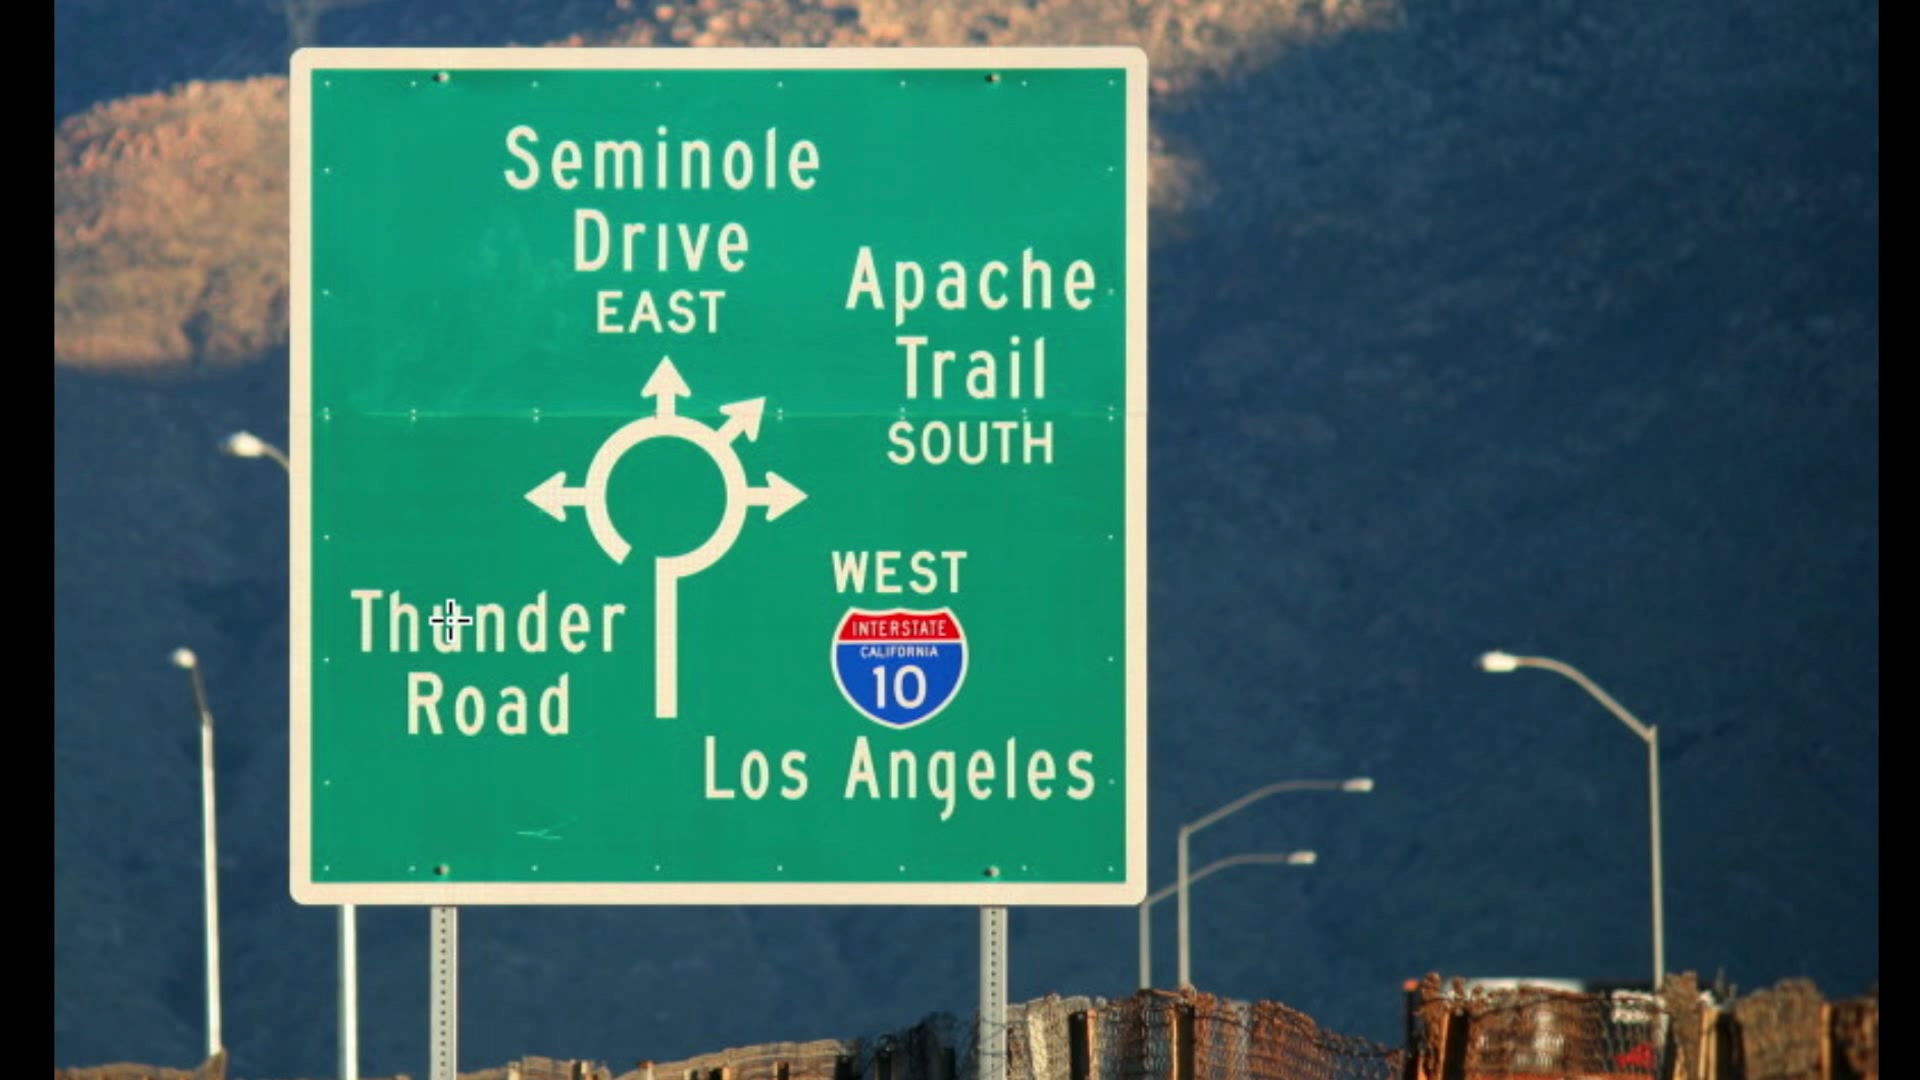 Seminole
Drive
EAST
Apache
Trail
SOUTH
Thunder
Road
WEST
INTERSTATE
CALIFORNIA
10
Los Angeles